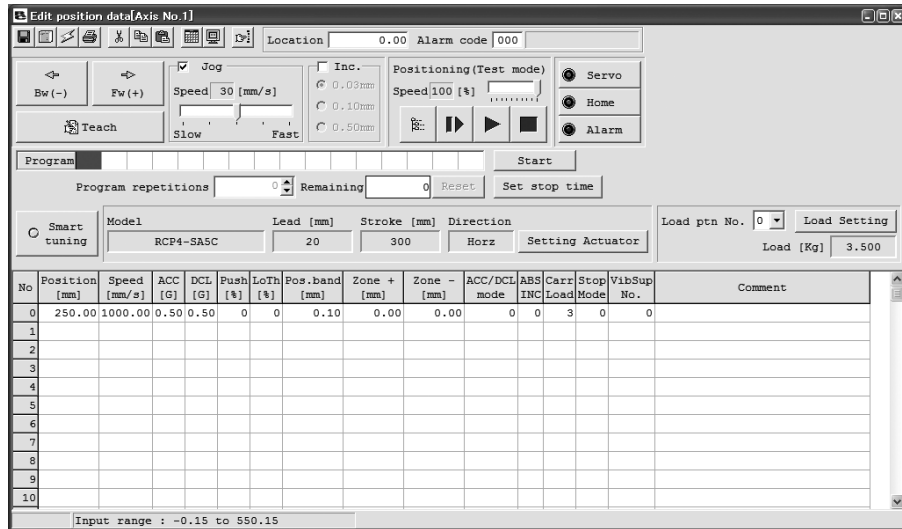 Edit position data[Axis No.1]
Location 0.00 Alarm code 000
Bw(-) Fw(+)
Teach
Jog
Speed 30 [mm/s]
Slow Fast
Inc.
0.03mm
0.10mm
0.50mm
Positioning(Test mode)
Speed 100 [%]
Servo
Home
Alarm
Program Start
Program repetitions 0 Remaining 0 Reset Set stop time
Smart tuning
Model Lead [mm] Stroke [mm] Direction
RCP4-SA5C 20 300 Horz Setting Actuator
Load ptn No. 0 Load Setting
Load [Kg] 3.500
No Position [mm] Speed [mm/s] ACC [G] DCL [G] Push [%] LoTh [%] Pos.band [mm] Zone + [mm] Zone - [mm] ACC/DCL mode ABS INC Carr Load Stop Mode VibSup No. Comment
0 250.00 1000.00 0.50 0.50 0 0 0.10 0.00 0.00 0 0 3 0 0
1
2
3
4
5
6
7
8
9
10
Input range : -0.15 to 550.15